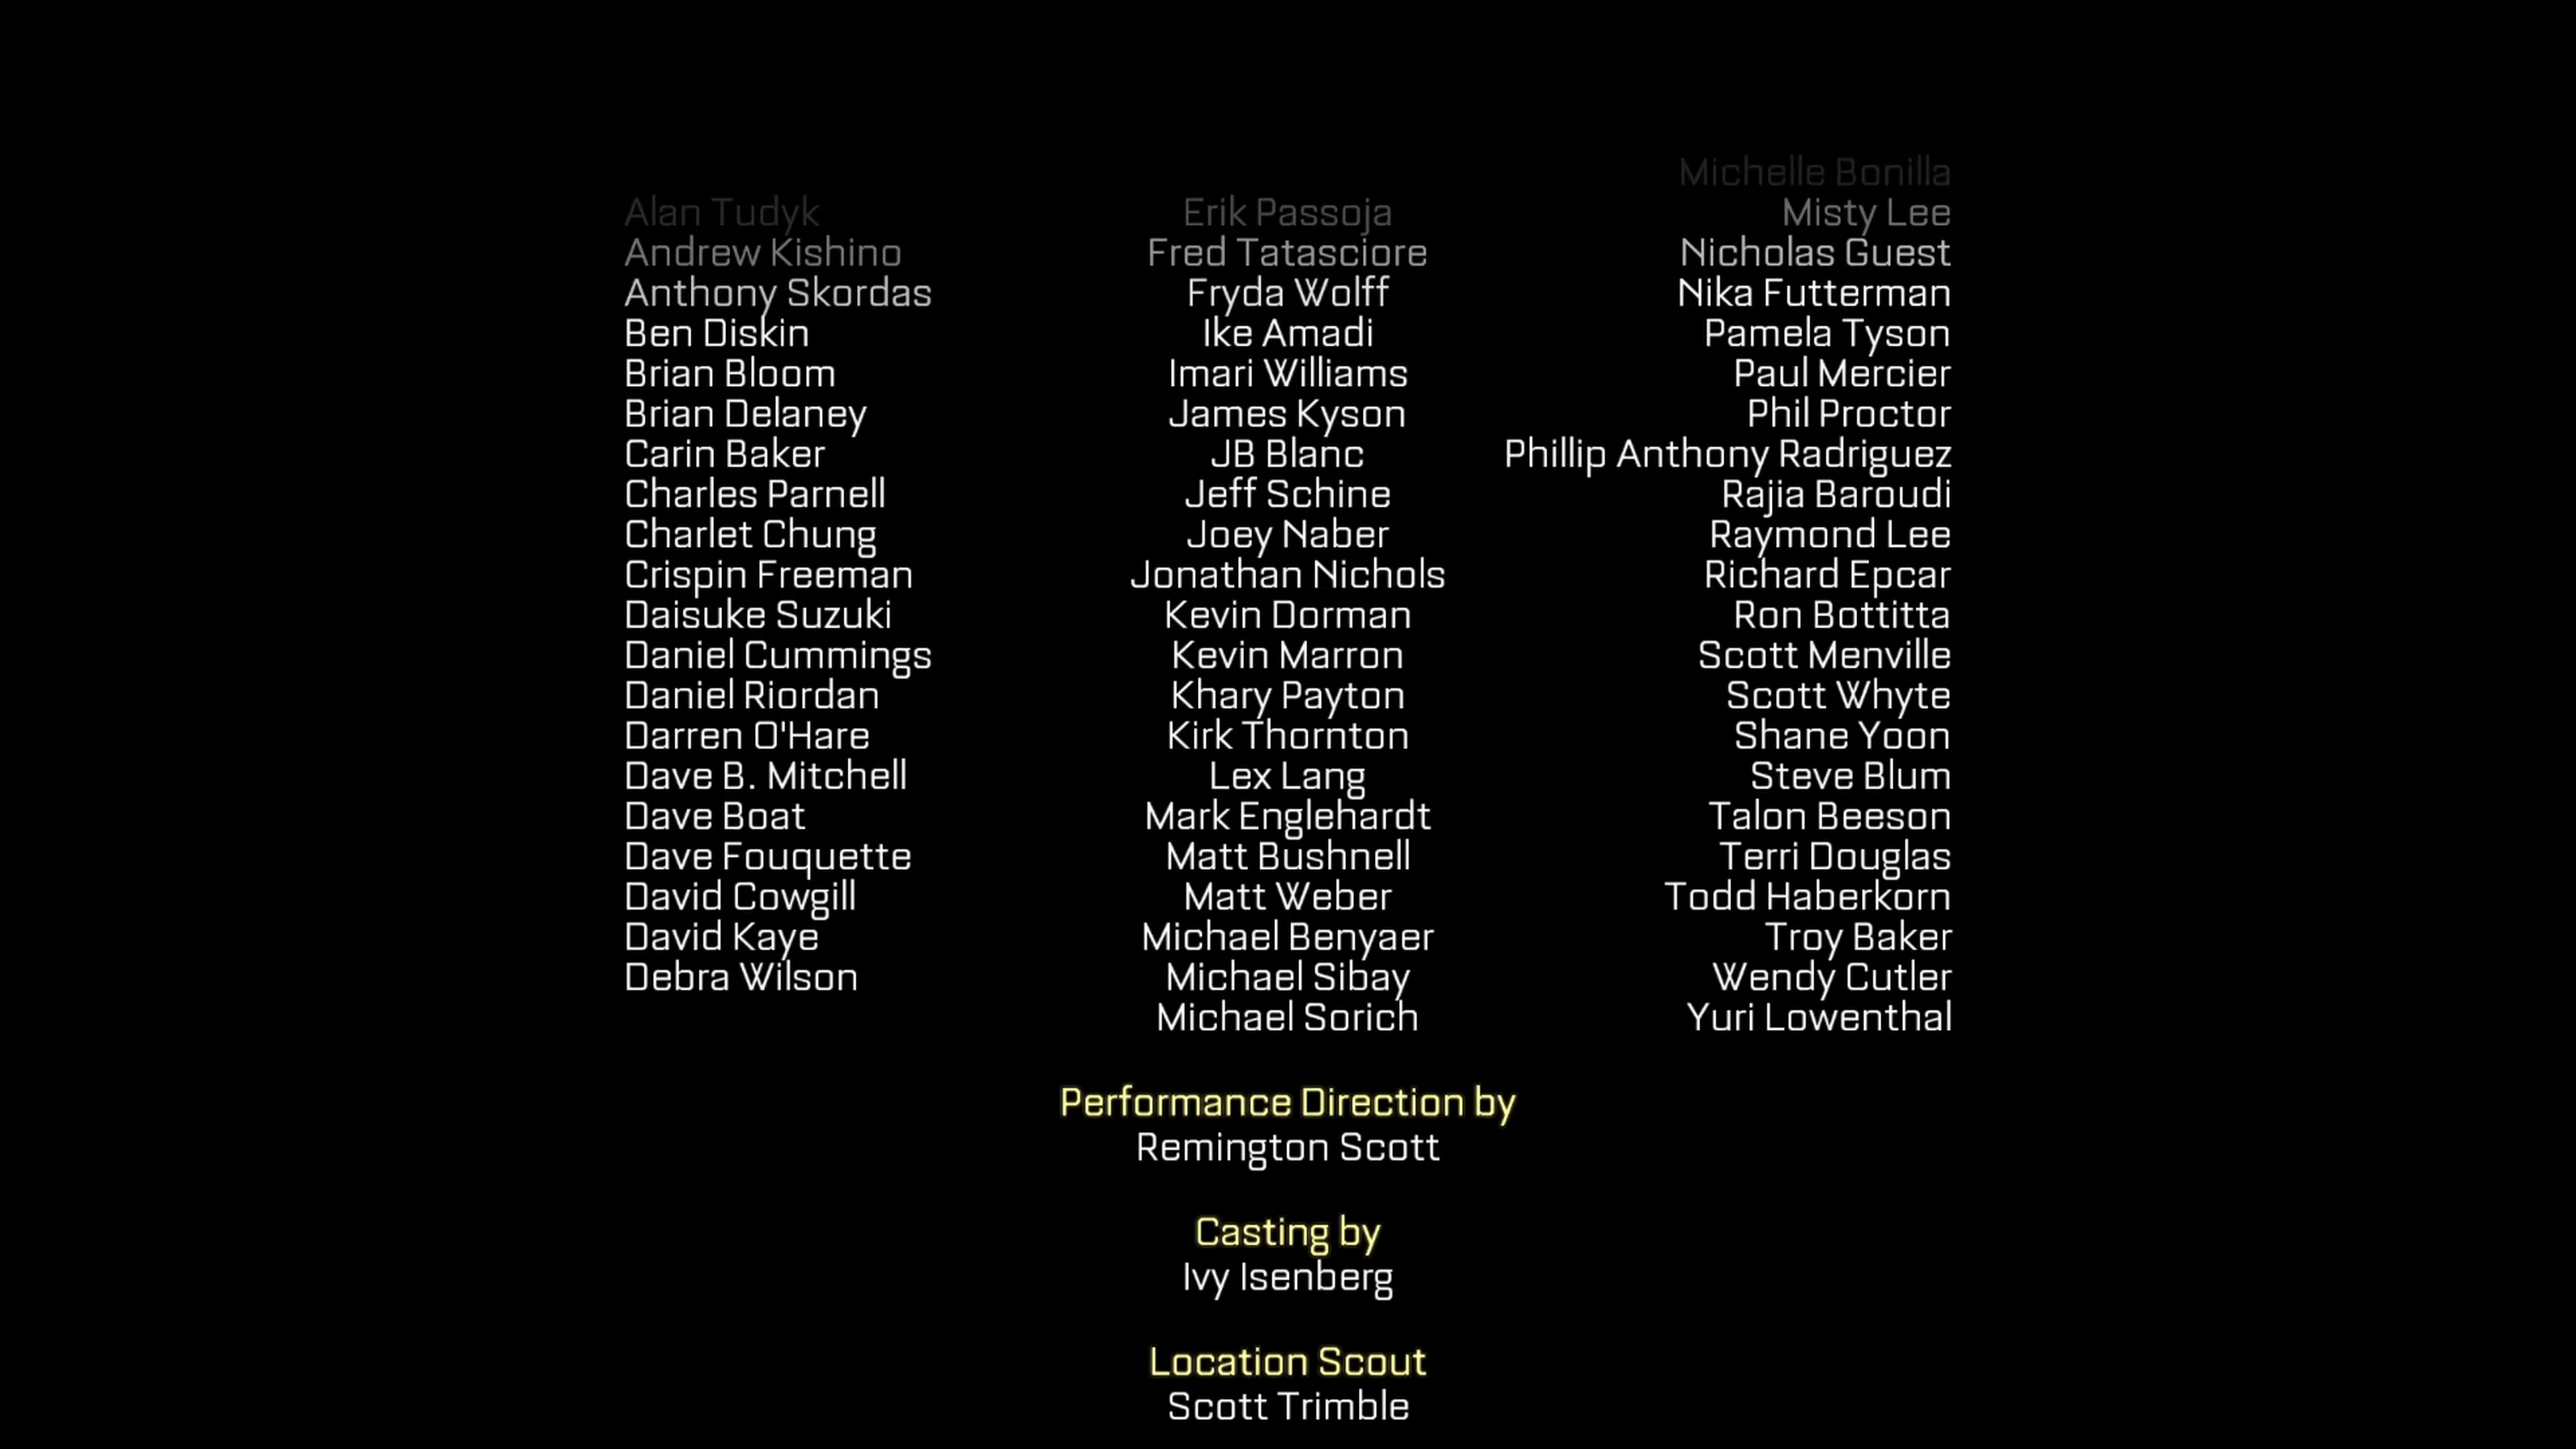 Michelle Bonilla
Alan Tudyk Erik Passoja Misty Lee
Andrew Kishino Fred Tatasciore Nicholas Guest
Anthony Skordas Fryda Wolff Nika Futterman
Ben Diskin Ike Amadi Pamela Tyson
Brian Bloom Imari Williams Paul Mercier
Brian Delaney James Kyson Phil Proctor
Carin Baker JB Blanc Phillip Anthony Radriguez
Charles Parnell Jeff Schine Rajia Baroudi
Charlet Chung Joey Naber Raymond Lee
Crispin Freeman Jonathan Nichols Richard Epcar
Daisuke Suzuki Kevin Dorman Ron Bottitta
Daniel Cummings Kevin Marron Scott Menville
Daniel Riordan Khary Payton Scott Whyte
Darren O'Hare Kirk Thornton Shane Yoon
Dave B. Mitchell Lex Lang Steve Blum
Dave Boat Mark Englehardt Talon Beeson
Dave Fouquette Matt Bushnell Terri Douglas
David Cowgill Matt Weber Todd Haberkorn
David Kaye Michael Benyaer Troy Baker
Debra Wilson Michael Sibay Wendy Cutler
Michael Sorich Yuri Lowenthal
Performance Direction by
Remington Scott
Casting by
Ivy Isenberg
Location Scout
Scott Trimble